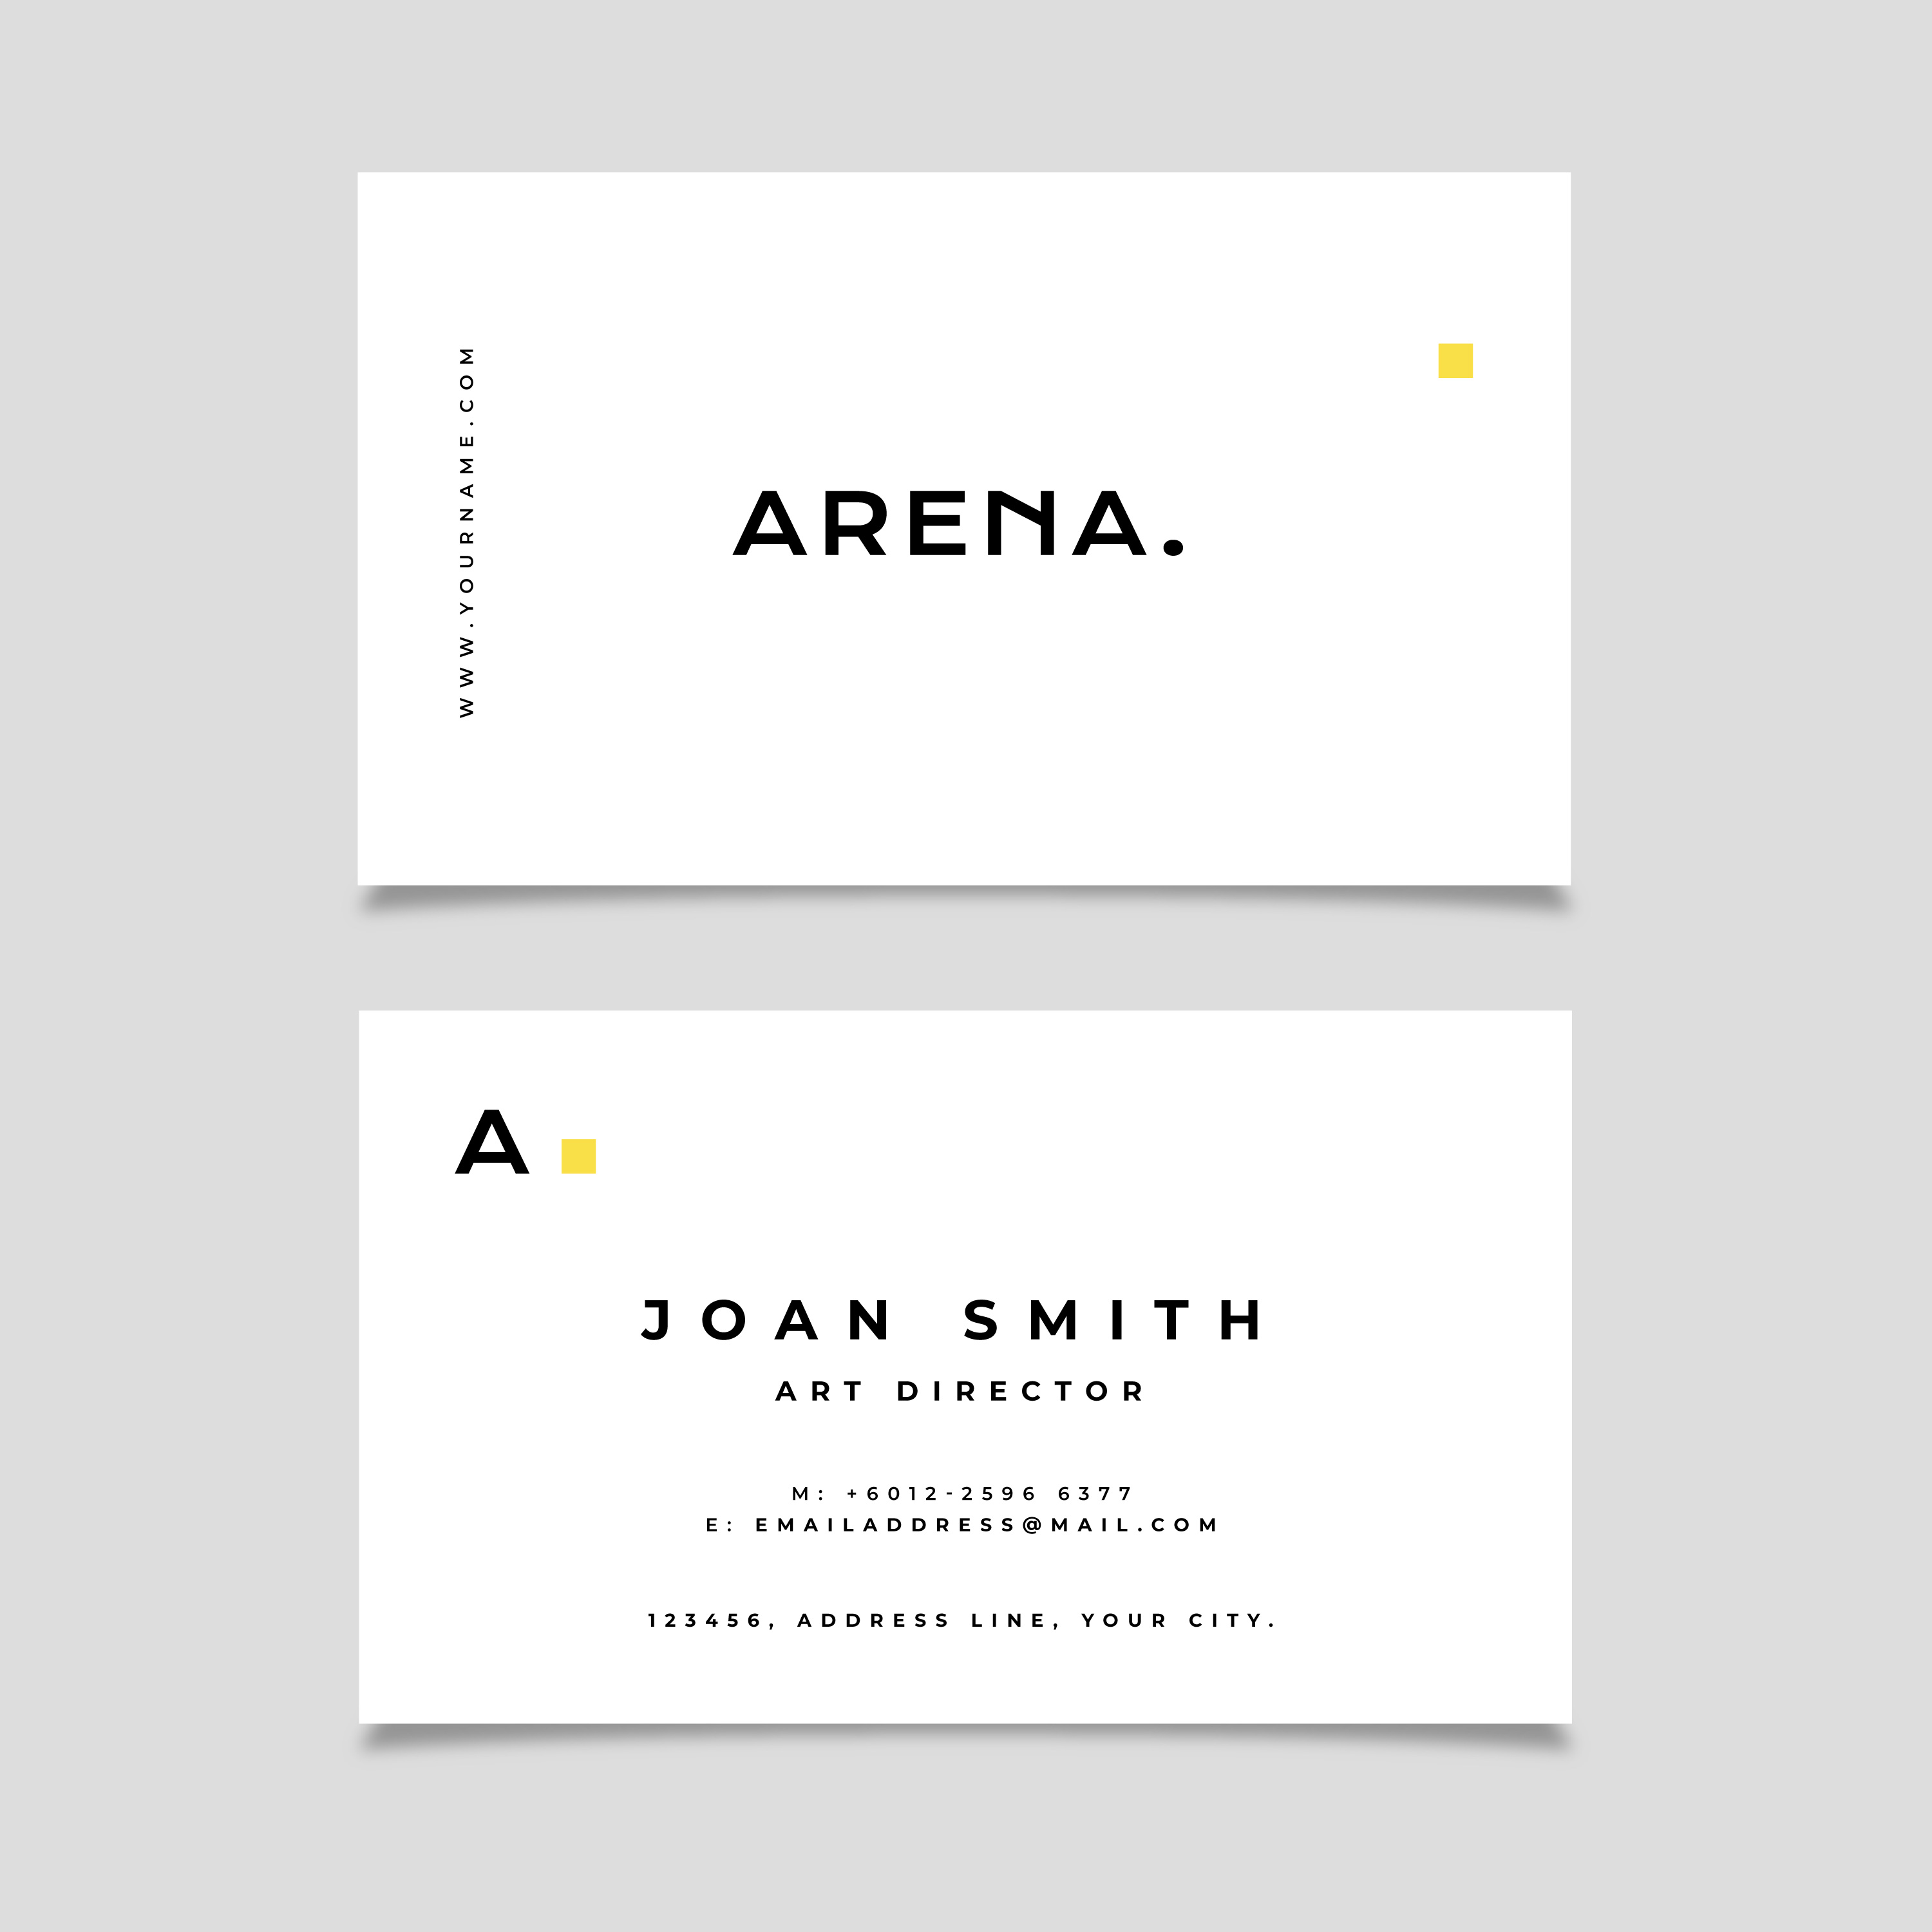 WWW.YOURNAME.COM
ARENA.
A
JOAN SMITH
ART DIRECTOR
M: +6012-2596 6377
E: EMAILADDRESS@MAIL.COM
123456, ADDRESS LINE, YOUR CITY.